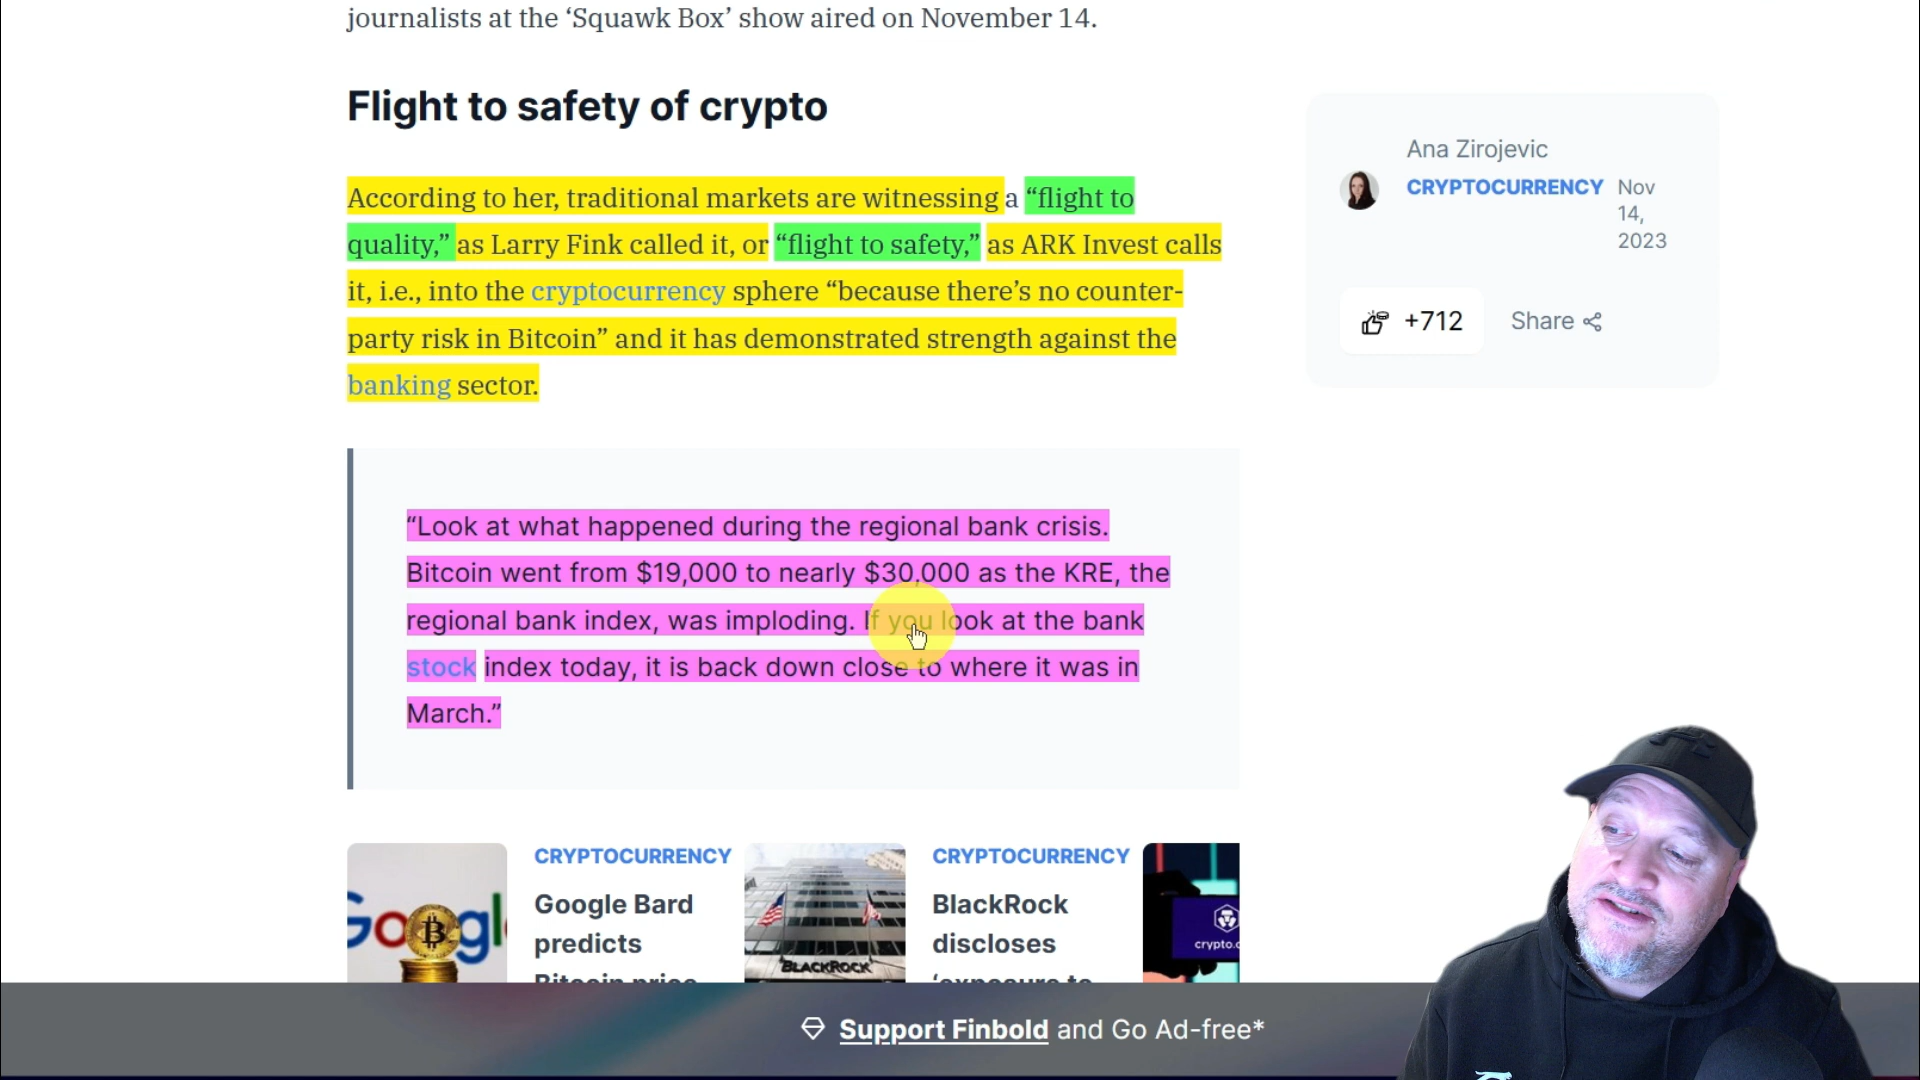 journalists at the ‘Squawk Box’ show aired on November 14.
Flight to safety of crypto
According to her, traditional markets are witnessing a “flight to
quality,” as Larry Fink called it, or “flight to safety,” as ARK Invest calls
it, i.e., into the cryptocurrency sphere “because there’s no counter-
party risk in Bitcoin” and it has demonstrated strength against the
banking sector.
“Look at what happened during the regional bank crisis.
Bitcoin went from $19,000 to nearly $30,000 as the KRE, the
regional bank index, was imploding. If you look at the bank
stock index today, it is back down close to where it was in
March.”
Ana Zirojevic
CRYPTOCURRENCY Nov
14,
2023
+712 Share
CRYPTOCURRENCY
Google Bard
predicts
Bitcoin price
CRYPTOCURRENCY
BlackRock
discloses
‘exposure to
Googl
BLACKROCK
crypto.c
Support Finbold and Go Ad-free*